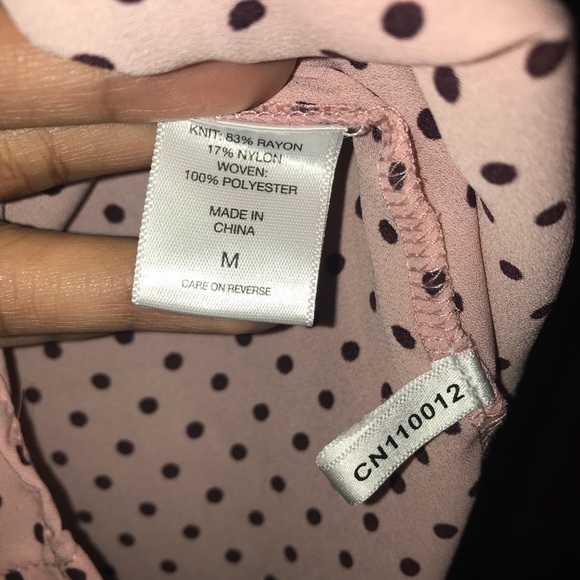 KNIT: 83% RAYON
17% NYLON
WOVEN:
100% POLYESTER
MADE IN
CHINA
M
CARE ON REVERSE
CN110012